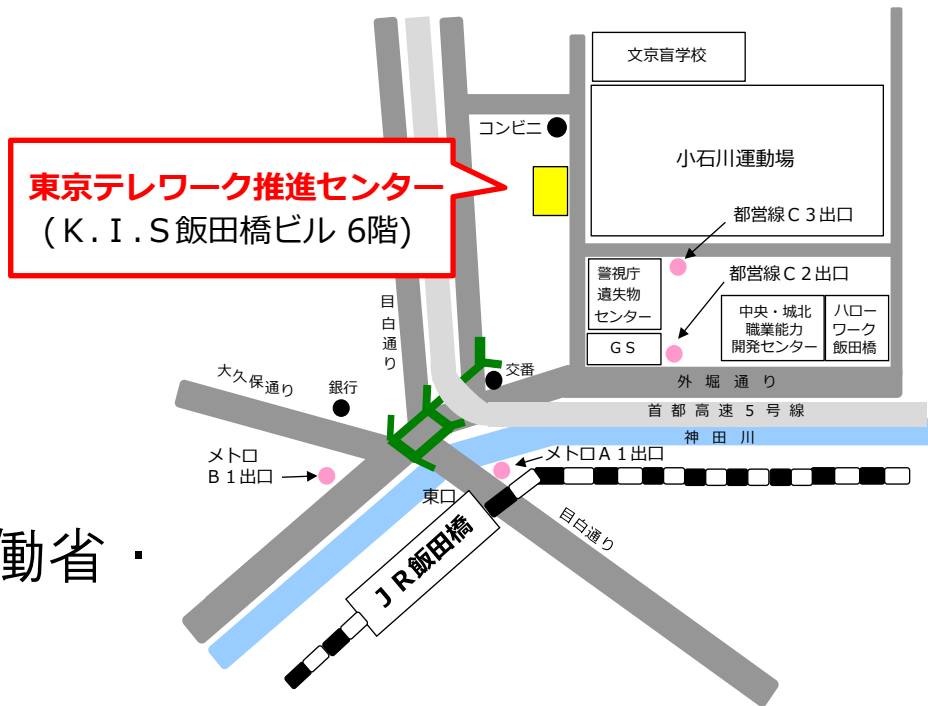 文京盲学校
コンビニ
小石川運動場
東京テレワーク推進センター
(Ｋ.Ｉ.Ｓ飯田橋ビル 6階)
都営線Ｃ３出口
都営線Ｃ２出口
警視庁
遺失物
センター
ＧＳ
中央・城北
職業能力
開発センター
ハロー
ワーク
飯田橋
目白通り
大久保通り
銀行
交番
外堀通り
首都高速５号線
神田川
メトロ
Ｂ１出口
メトロＡ１出口
東口
ＪＲ飯田橋
目白通り
働省・